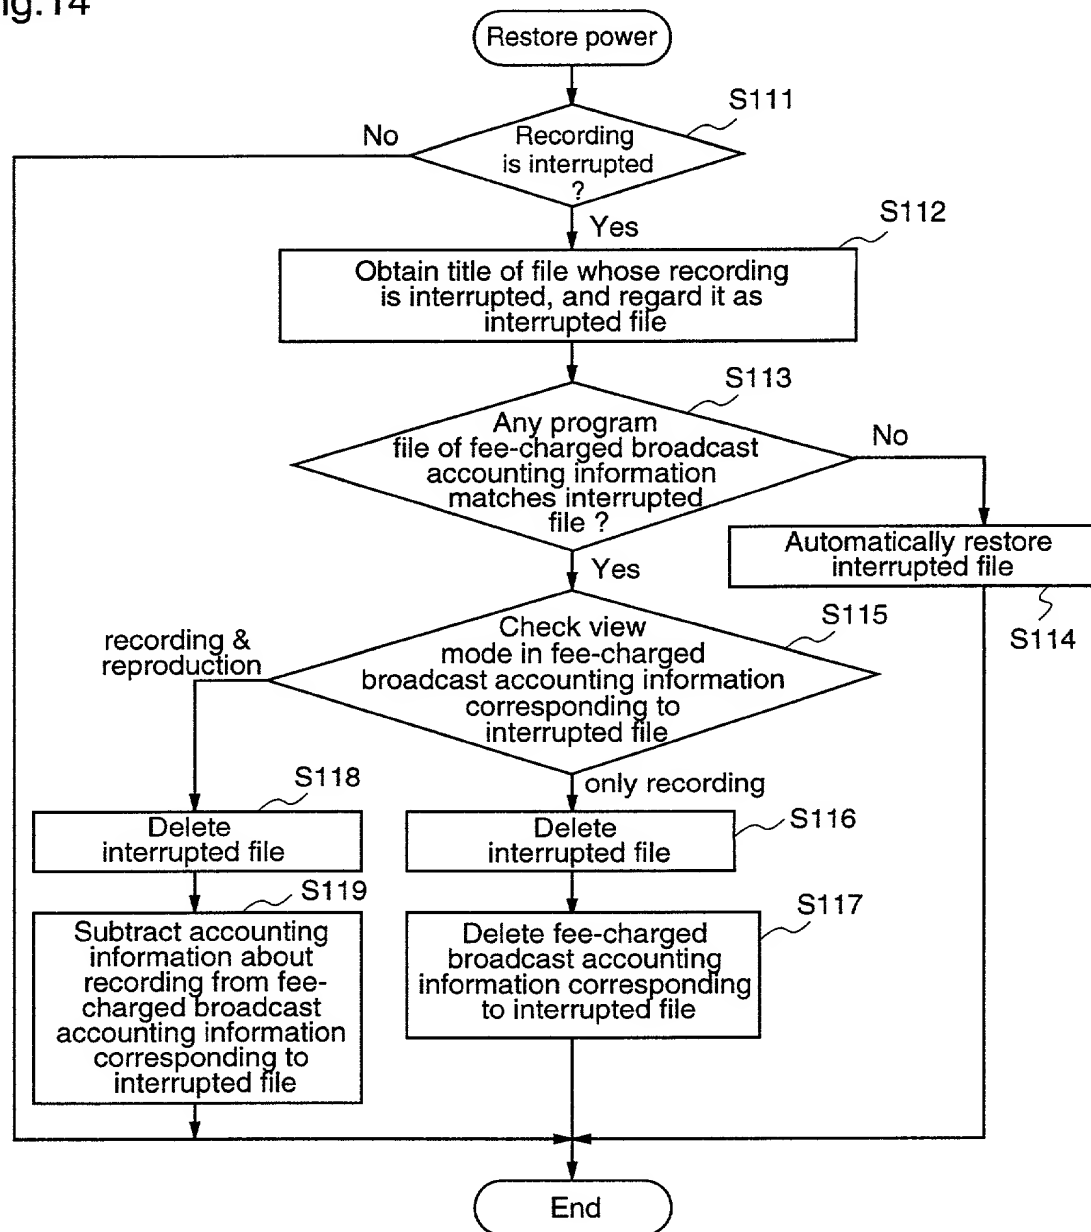 ig.14
Restore power
S111
No
Recording
is interrupted
?
Yes
S112
Obtain title of file whose recording
is interrupted, and regard it as
interrupted file
S113
Any program
file of fee-charged broadcast
accounting information
matches interrupted
file ?
No
Yes
Automatically restore
interrupted file
S114
S115
Check view
mode in fee-charged
broadcast accounting information
corresponding to
interrupted file
recording &
reproduction
only recording
S118
Delete
interrupted file
S116
Delete
interrupted file
S119
Subtract accounting
information about
recording from fee-
charged broadcast
accounting information
corresponding to
interrupted file
S117
Delete fee-charged
broadcast accounting
information corresponding
to interrupted file
End